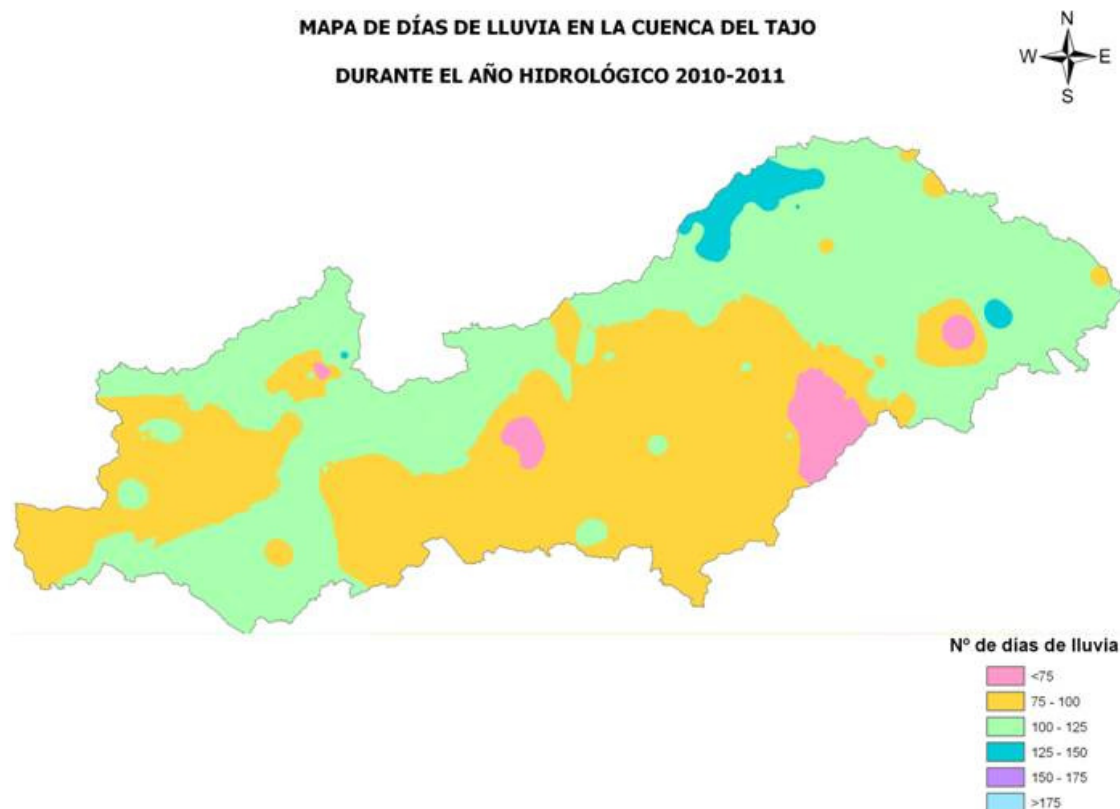 MAPA DE DÍAS DE LLUVIA EN LA CUENCA DEL TAJO
DURANTE EL AÑO HIDROLÓGICO 2010-2011
N
W E
S
Nº de dias de lluvia
<75
75 - 100
100 - 125
125 - 150
150 - 175
>175